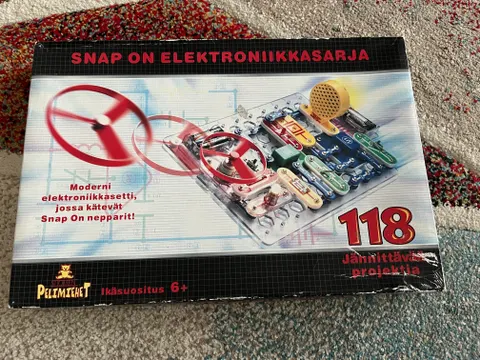 SNAP ON ELEKTRONIIKKASARJA
Moderni
elektroniikkasetti,
jossa kätevät
Snap On nepparit!
118
Jännittävää
projektia
PELIMIEHET
Ikäsuositus 6+